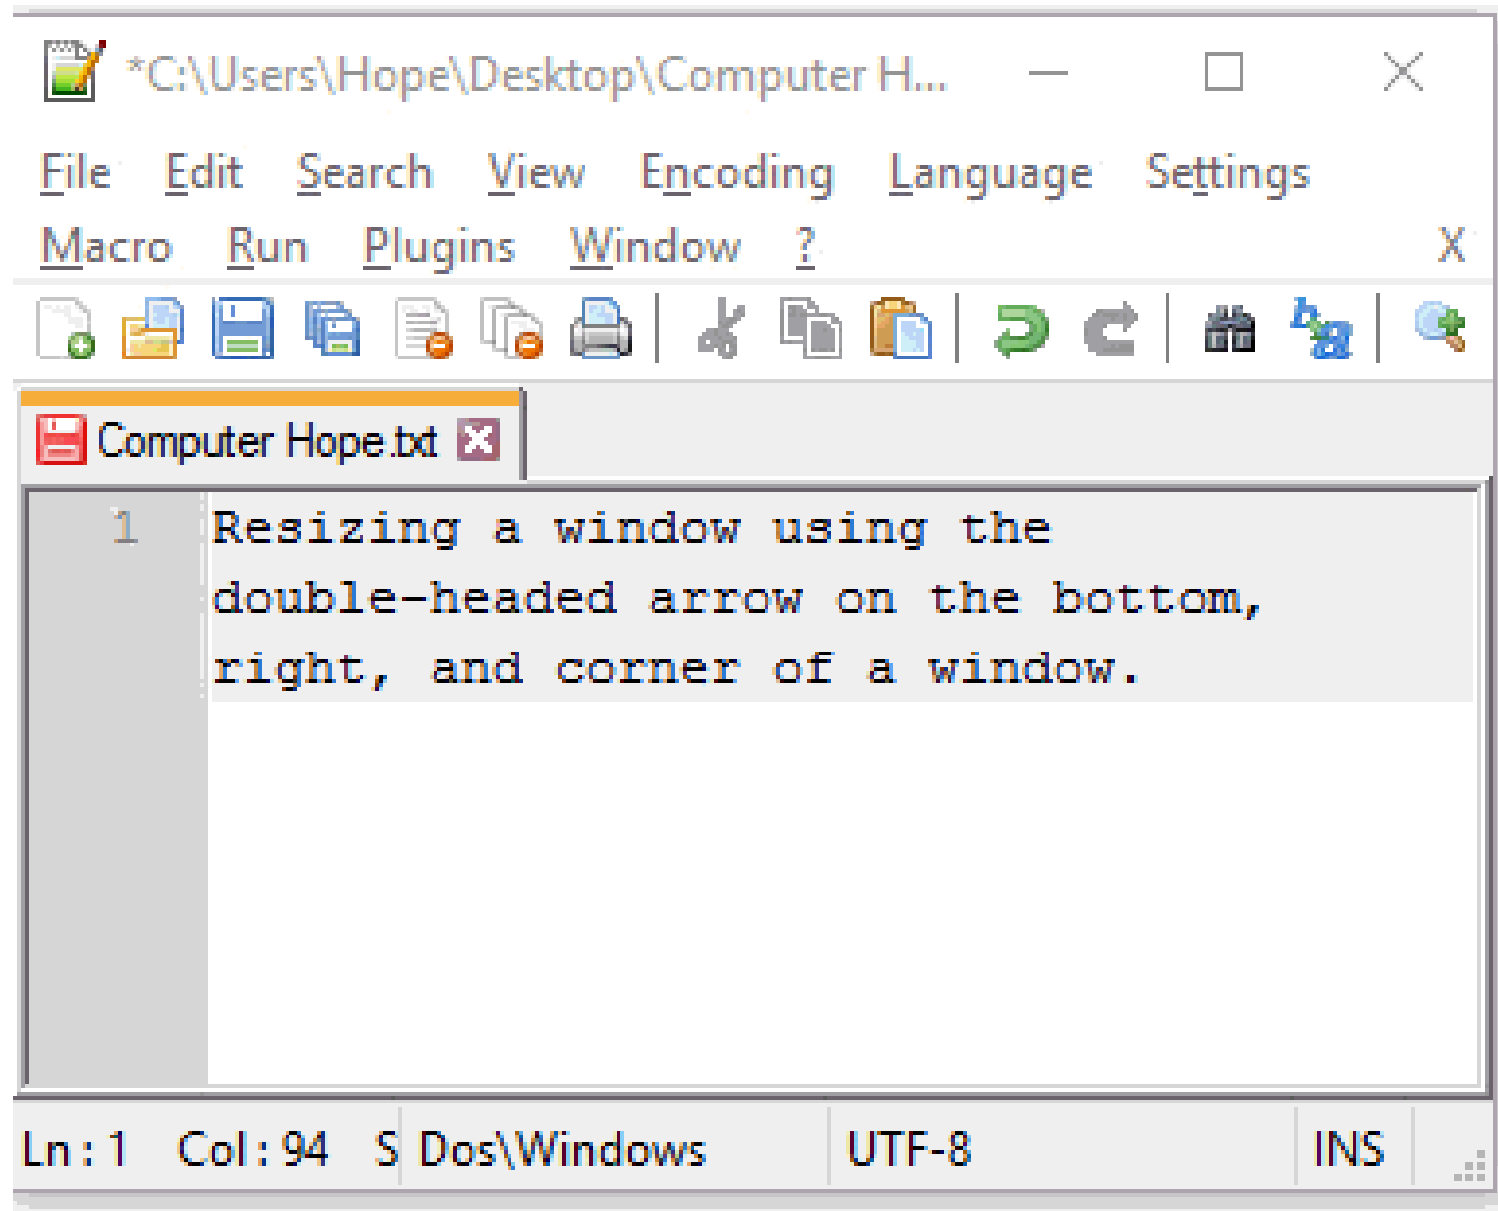 *C:\Users\Hope\Desktop\Computer H...
File Edit Search View Encoding Language Settings
Macro Run Plugins Window ? X
Computer Hope.txt
1 Resizing a window using the
double-headed arrow on the bottom,
right, and corner of a window.
Ln : 1 Col : 94 S Dos\Windows UTF-8 INS